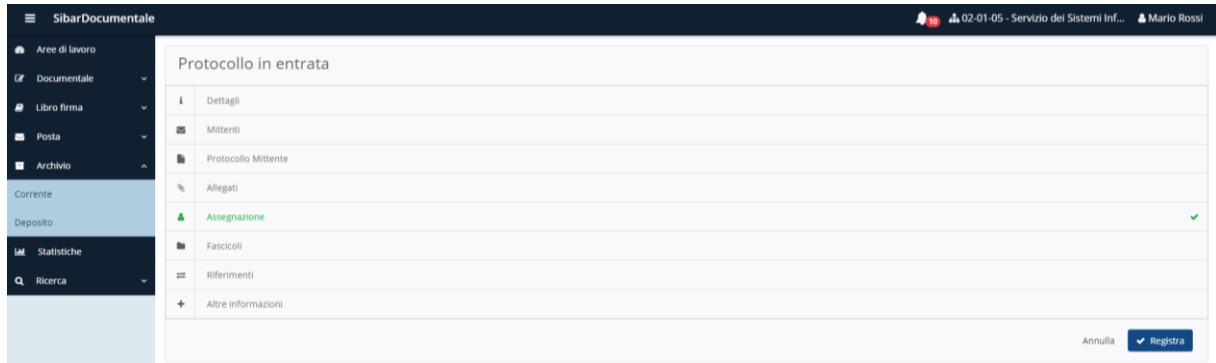 SibarDocumentale
10
02-01-05 - Servizio dei Sistemi Inf...
Mario Rossi
Aree di lavoro
Documentale
Libro firma
Posta
Archivio
Corrente
Deposito
Statistiche
Ricerca
Protocollo in entrata
Dettagli
Mittenti
Protocollo Mittente
Allegati
Assegnazione
Fascicoli
Riferimenti
Altre informazioni
Annulla
Registra